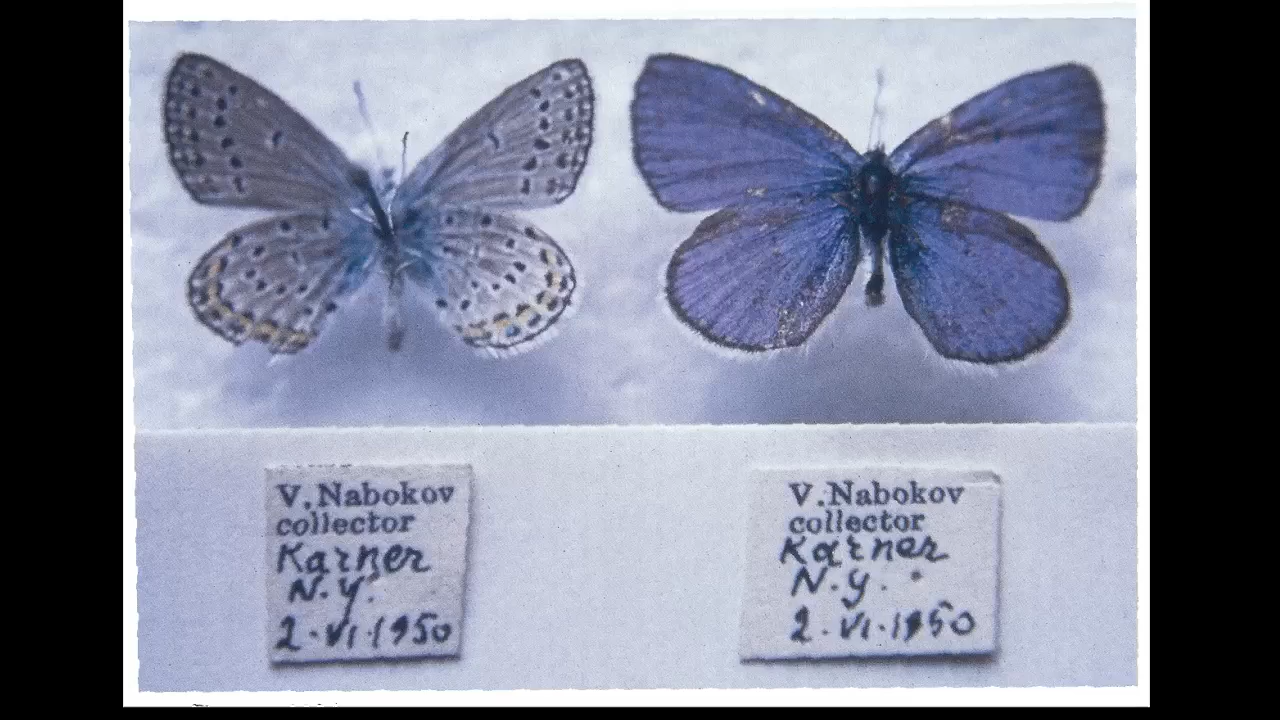 V. Nabokov
collector
Karner
N.Y.
2·VI·1950
V. Nabokov
collector
Karner
N.Y.
2·VI·1950